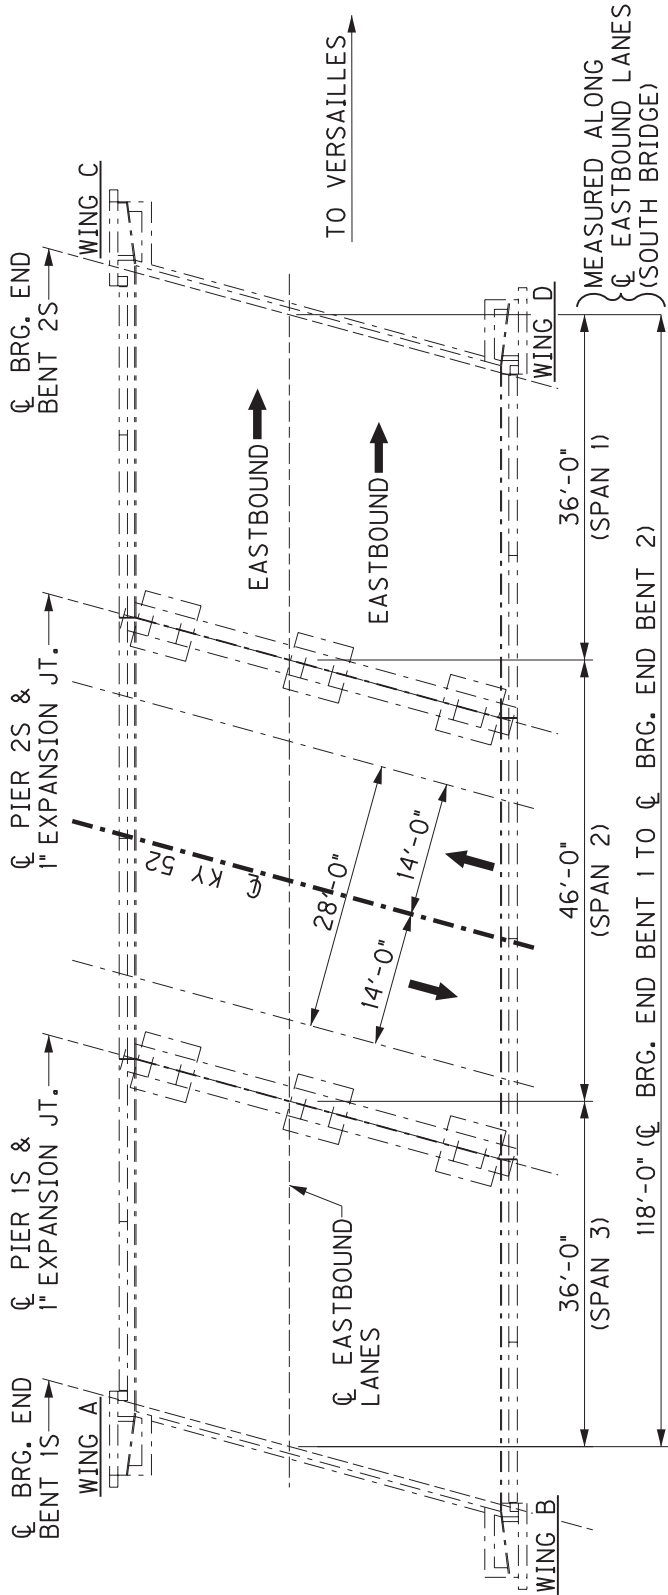 ℄ BRG. END
BENT 1S
℄ PIER 1S &
1" EXPANSION JT.
℄ PIER 2S &
1" EXPANSION JT.
℄ BRG. END
BENT 2S
WING A
WING C
℄ KY 52
EASTBOUND
EASTBOUND
TO VERSAILLES
28'-0"
14'-0"
14'-0"
℄ EASTBOUND
LANES
WING B
WING D
36'-0"
(SPAN 3)
46'-0"
(SPAN 2)
36'-0"
(SPAN 1)
118'-0" (℄ BRG. END BENT 1 TO ℄ BRG. END BENT 2)
MEASURED ALONG
℄ EASTBOUND LANES
(SOUTH BRIDGE)